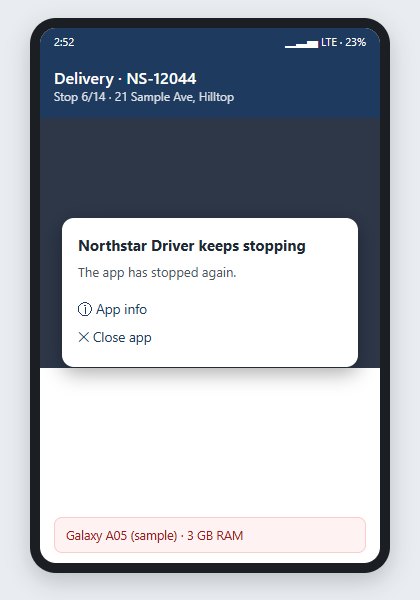 2:52 LTE · 23%
Delivery · NS-12044
Stop 6/14 · 21 Sample Ave, Hilltop
Northstar Driver keeps stopping
The app has stopped again.
ⓘ App info
✕ Close app
Galaxy A05 (sample) · 3 GB RAM